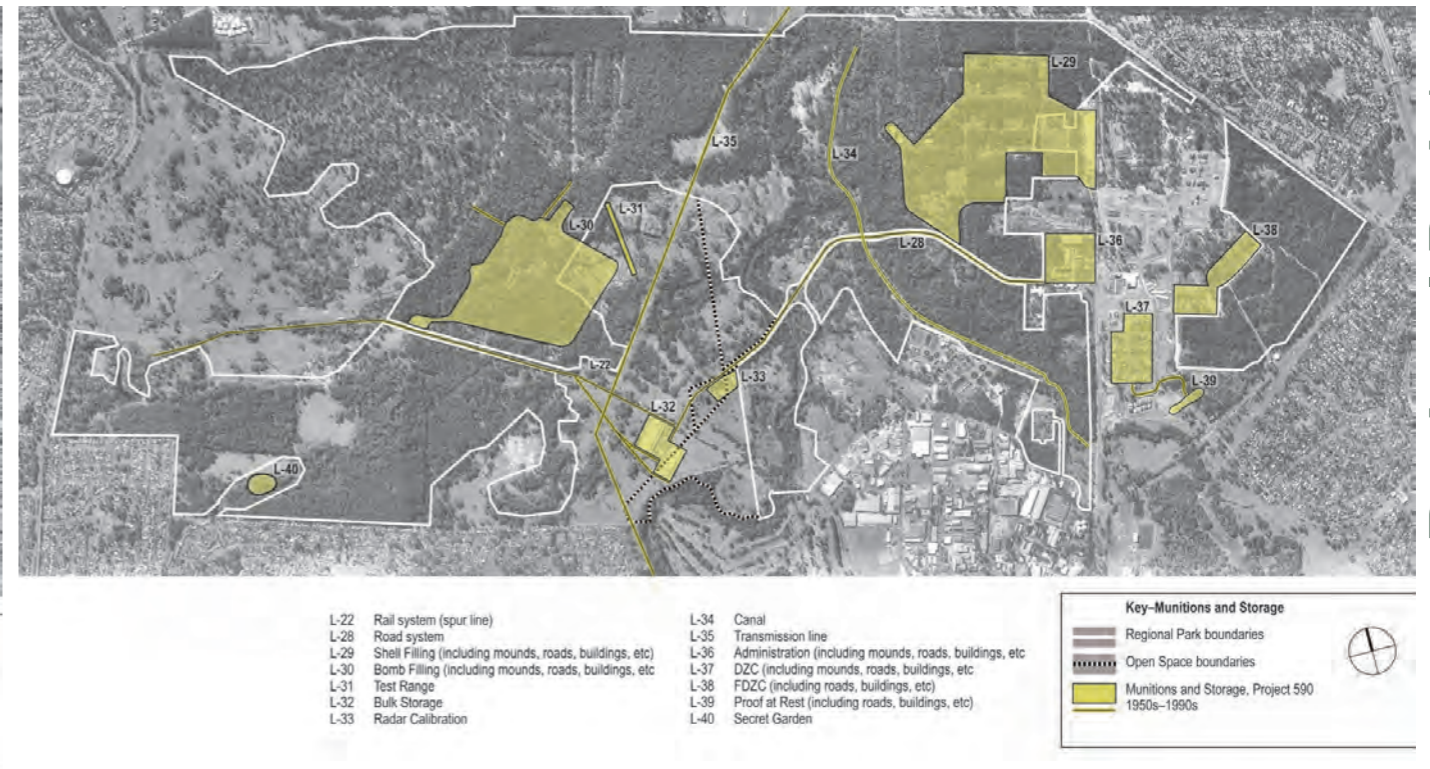 L-29
L-35
L-34
L-31
L-30
L-28
L-36
L-38
L-37
L-22
L-33
L-39
L-32
L-40
L-22 Rail system (spur line)
L-28 Road system
L-29 Shell Filling (including mounds, roads, buildings, etc)
L-30 Bomb Filling (including mounds, roads, buildings, etc
L-31 Test Range
L-32 Bulk Storage
L-33 Radar Calibration
L-34 Canal
L-35 Transmission line
L-36 Administration (including mounds, roads, buildings, etc
L-37 DZC (including mounds, roads, buildings, etc
L-38 FDZC (including roads, buildings, etc)
L-39 Proof at Rest (including roads, buildings, etc)
L-40 Secret Garden
Key–Munitions and Storage
Regional Park boundaries
Open Space boundaries
Munitions and Storage, Project 590
1950s–1990s